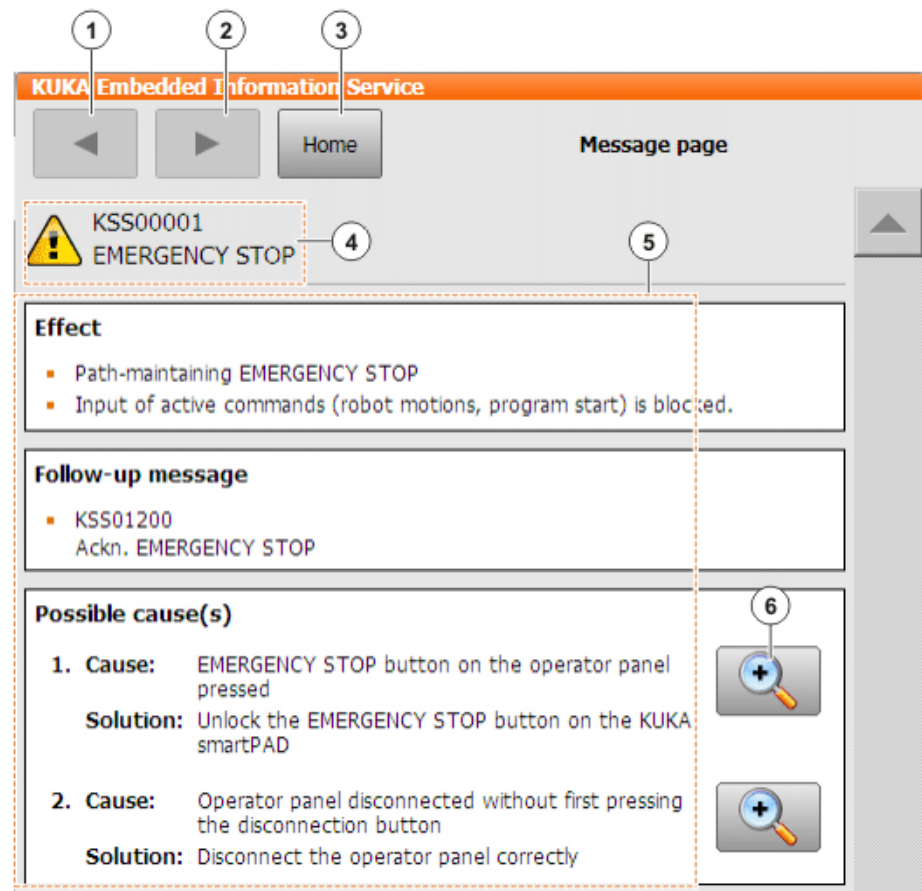 1 2 3
KUKA Embedded Information Service
Home Message page
KSS00001
EMERGENCY STOP
4 5
Effect
Path-maintaining EMERGENCY STOP
Input of active commands (robot motions, program start) is blocked.
Follow-up message
KSS01200
Ackn. EMERGENCY STOP
Possible cause(s)
6
1. Cause: EMERGENCY STOP button on the operator panel
pressed
Solution: Unlock the EMERGENCY STOP button on the KUKA
smartPAD
2. Cause: Operator panel disconnected without first pressing
the disconnection button
Solution: Disconnect the operator panel correctly